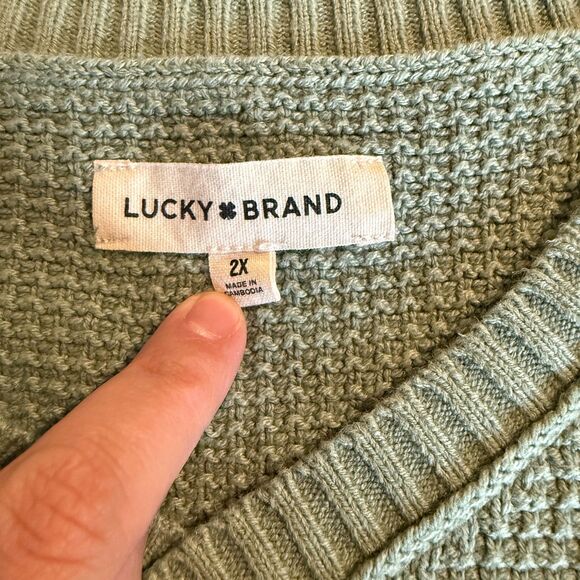 LUCKY BRAND
2X
MADE IN
CAMBODIA